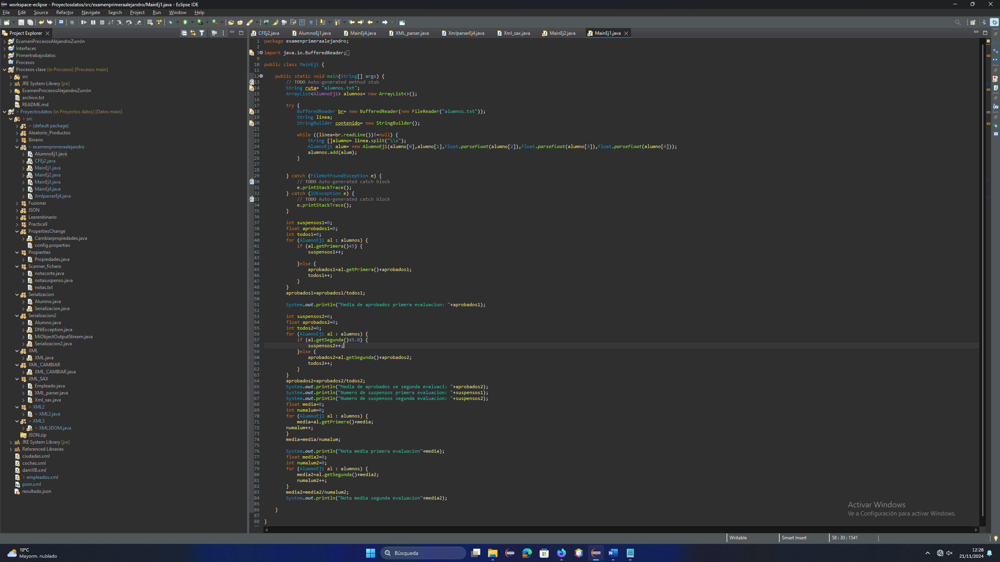 workspace-eclipse - Proyectosdatos/src/examenprimeraalejandro/MainEj1.java - Eclipse IDE
File Edit Source Refactor Navigate Search Project Run Window Help
Project Explorer
CFEj2.java AlumnoEj1.java MainEj4.java XML_parser.java XmlparserEj4.java Xml_sax.java MainEj2.java MainEj1.java
ExamenProcesosAlejandroZurrón
Interfaces
Primertrabajodatos
Procesos
Procesos clase (in Procesos) [Procesos main]
src
JRE System Library [jre]
ExamenProcesosAlejandroZurrón
archivo.txt
README.md
> Proyectosdatos (in Proyectos datos) [Datos main]
> src
> (default package)
Aleatorio_Productos
Binario
> examenprimeraalejandro
AlumnoEj1.java
CFEj2.java
MainEj1.java
MainEj2.java
MainEj3.java
MainEj4.java
XmlparserEj4.java
Fusionar
JSON
Leerenbinario
Practica9
PropertiesChange
Cambiarpropiedades.java
config.properties
Propierties
Propiedades.java
Scanner_fichero
notacorte.java
notasuspenso.java
notas.txt
Serializacion
Alumno.java
Serializacion.java
Serializacion2
Alumno.java
DNIException.java
MiObjectOutputStream.java
Serializacion2.java
XML
XML.java
XML_CAMBIAR
XML_CAMBIAR.java
XML_SAX
Empleado.java
XML_parser.java
Xml_sax.java
> XML2
> XML2.java
> XML3
> XML3DOM.java
JSON.zip
JRE System Library [jre]
Referenced Libraries
ciudades.xml
coches.xml
damVB.xml
> empleados.xml
pom.xml
resultado.json
1 package examenprimeraalejandro;
2
3 import java.io.BufferedReader;
9
10 public class MainEj1 {
11
12 public static void main(String[] args) {
13 // TODO Auto-generated method stub
14 String ruta= "alumnos.txt";
15 ArrayList<AlumnoEj1> alumnos= new ArrayList<>();
16
17 try {
18 BufferedReader br= new BufferedReader(new FileReader("alumnos.txt"));
19 String linea;
20 StringBuilder contenido= new StringBuilder();
21
22 while ((linea=br.readLine())!=null) {
23 String []alumno= linea.split("\\s");
24 AlumnoEj1 alum= new AlumnoEj1(alumno[0],alumno[1],Float.parseFloat(alumno[2]),Float.parseFloat(alumno[3]),Float.parseFloat(alumno[4]));
25 alumnos.add(alum);
26 }
27
28
29 } catch (FileNotFoundException e) {
30 // TODO Auto-generated catch block
31 e.printStackTrace();
32 } catch (IOException e) {
33 // TODO Auto-generated catch block
34 e.printStackTrace();
35 }
36
37 int suspensos1=0;
38 float aprobados1=0;
39 int todos1=0;
40 for (AlumnoEj1 al : alumnos) {
41 if (al.getPrimera()<5) {
42 suspensos1++;
43
44 }else {
45 aprobados1=al.getPrimera()+aprobados1;
46 todos1++;
47 }
48 }
49 aprobados1=aprobados1/todos1;
50
51 System.out.println("Media de aprobados primera evaluacion: "+aprobados1);
52
53 int suspensos2=0;
54 float aprobados2=0;
55 int todos2=0;
56 for (AlumnoEj1 al : alumnos) {
57 if (al.getSegunda()<5.0) {
58 suspensos2++;
59 }else {
60 aprobados2=al.getSegunda()+aprobados2;
61 todos2++;
62 }
63 }
64 aprobados2=aprobados2/todos2;
65 System.out.println("Media de aprobados se segunda evaluaci: "+aprobados2);
66 System.out.println("Numero de suspensos primera evaluacion: "+suspensos1);
67 System.out.println("Numero de suspensos segunda evaluacion: "+suspensos2);
68 float media=0;
69 int numalum=0;
70 for (AlumnoEj1 al : alumnos) {
71 media=al.getPrimera()+media;
72 numalum++;
73 }
74 media=media/numalum;
75
76 System.out.println("Nota media primera evaluacion"+media);
77 float media2=0;
78 int numalum2=0;
79 for (AlumnoEj1 al : alumnos) {
80 media2=al.getSegunda()+media2;
81 numalum2++;
82 }
83 media2=media2/numalum2;
84 System.out.println("Nota media segunda evaluacion"+media2);
85
86 }
87
88 }
Activar Windows
Ve a Configuración para activar Windows.
Writable Smart Insert 58 : 30 : 1541
10°C
Mayorm. nublado
Búsqueda
12:28
21/11/2024